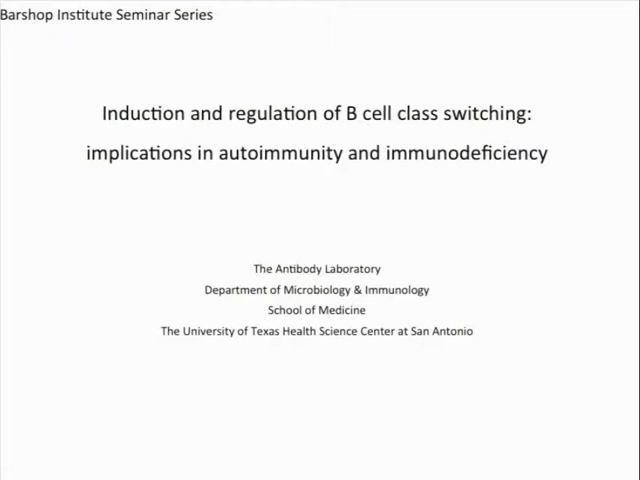 Barshop Institute Seminar Series
Induction and regulation of B cell class switching:
implications in autoimmunity and immunodeficiency
The Antibody Laboratory
Department of Microbiology & Immunology
School of Medicine
The University of Texas Health Science Center at San Antonio